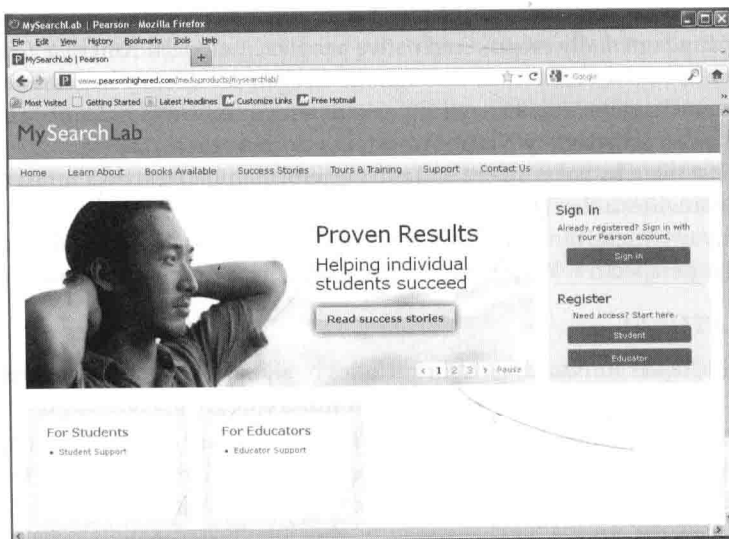 MySearchLab | Pearson - Mozilla Firefox
File Edit View History Bookmarks Tools Help
MySearchLab | Pearson +
www.pearsonhighered.com/meduproducts/mysearchlab/
Google
Most Visited Getting Started Latest Headlines Customize Links Free Hotmail
MySearchLab
Home Learn About Books Available Success Stories Tours & Training Support Contact Us
Proven Results
Helping individual
students succeed
Read success stories
‹ 1 2 3 › Pause
Sign in
Already registered? Sign in with
your Pearson account.
Sign in
Register
Need access? Start here.
Student
Educator
For Students
• Student Support
For Educators
• Educator Support